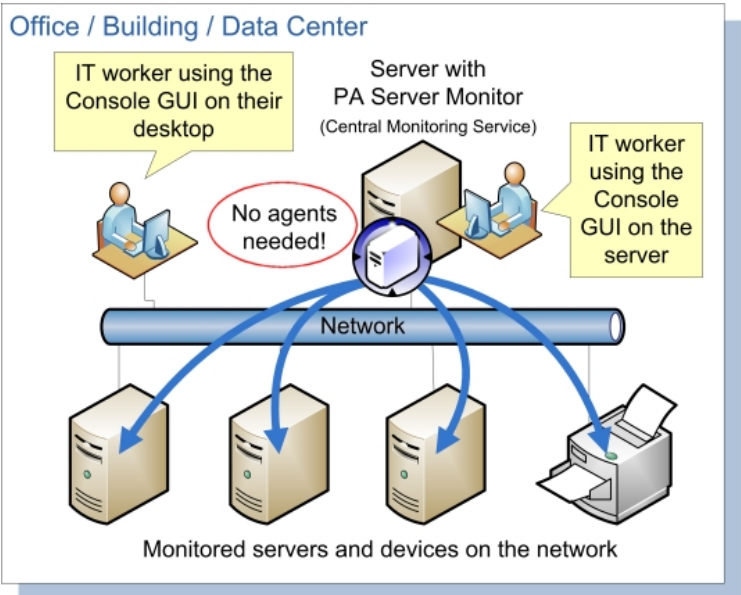 Office / Building / Data Center
IT worker using the
Console GUI on their
desktop
Server with
PA Server Monitor
(Central Monitoring Service)
IT worker
using the
Console
GUI on the
server
No agents
needed!
Network
Monitored servers and devices on the network